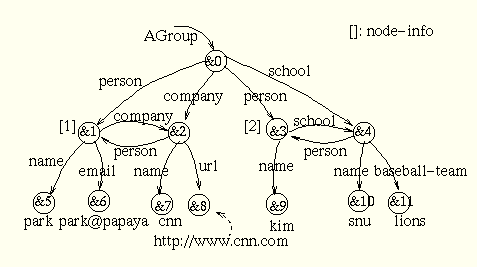 AGroup []: node-info
&0
person company person school
[1] &1 company &2 [2] &3 school &4
person person
name email name url name name baseball-team
&5 &6 &7 &8 &9 &10 &11
park park@papaya cnn kim snu lions
http://www.cnn.com